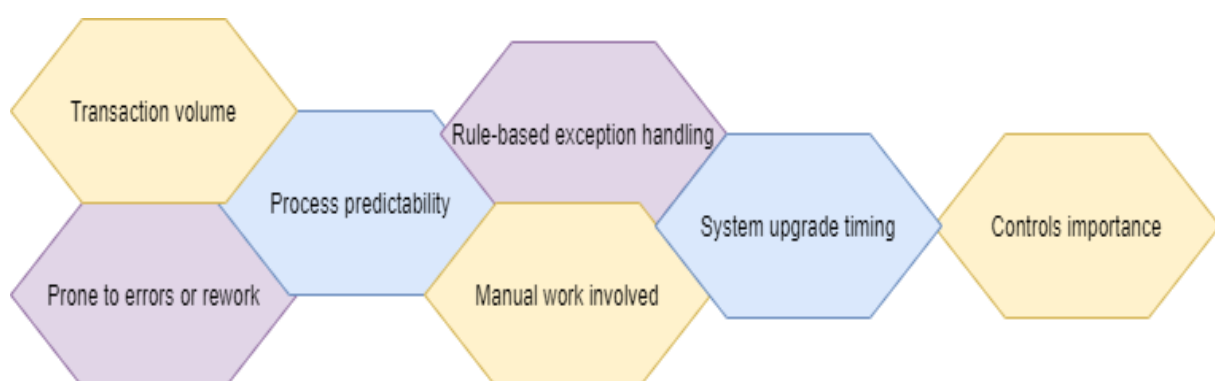 Transaction volume
Rule-based exception handling
Process predictability
System upgrade timing
Controls importance
Prone to errors or rework
Manual work involved